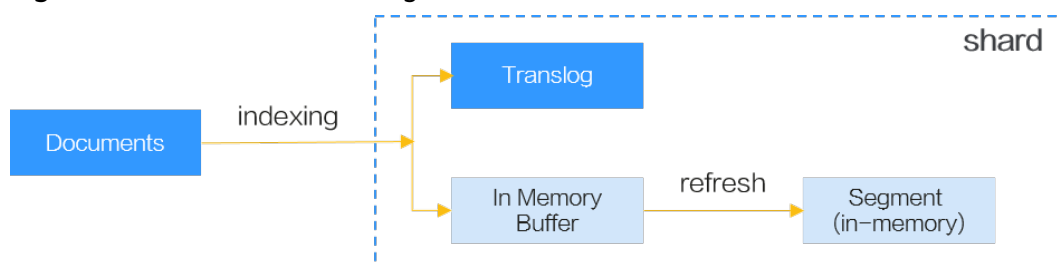 shard
Translog
indexing
Documents
In Memory
Buffer
refresh
Segment
(in-memory)